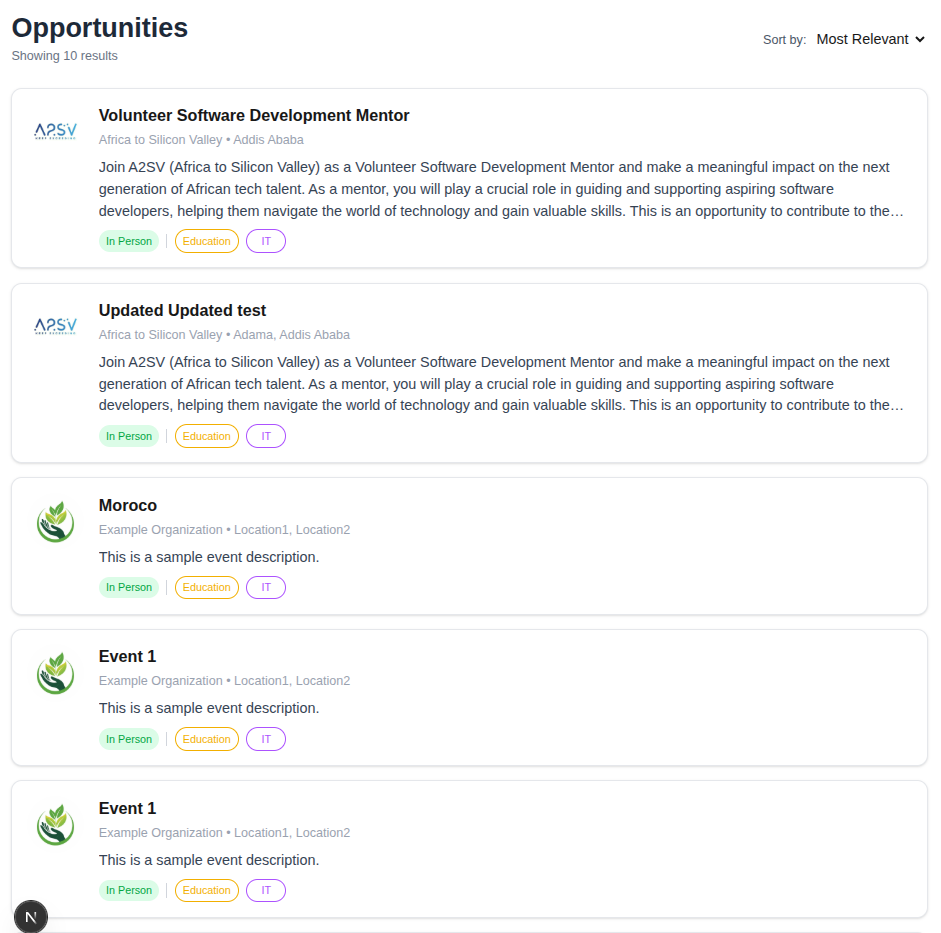 Opportunities
Showing 10 results
Sort by: Most Relevant
A2SV
Volunteer Software Development Mentor
Africa to Silicon Valley • Addis Ababa
Join A2SV (Africa to Silicon Valley) as a Volunteer Software Development Mentor and make a meaningful impact on the next
generation of African tech talent. As a mentor, you will play a crucial role in guiding and supporting aspiring software
developers, helping them navigate the world of technology and gain valuable skills. This is an opportunity to contribute to the…
In Person Education IT
A2SV
Updated Updated test
Africa to Silicon Valley • Adama, Addis Ababa
Join A2SV (Africa to Silicon Valley) as a Volunteer Software Development Mentor and make a meaningful impact on the next
generation of African tech talent. As a mentor, you will play a crucial role in guiding and supporting aspiring software
developers, helping them navigate the world of technology and gain valuable skills. This is an opportunity to contribute to the…
In Person Education IT
Moroco
Example Organization • Location1, Location2
This is a sample event description.
In Person Education IT
Event 1
Example Organization • Location1, Location2
This is a sample event description.
In Person Education IT
Event 1
Example Organization • Location1, Location2
This is a sample event description.
In Person Education IT
N